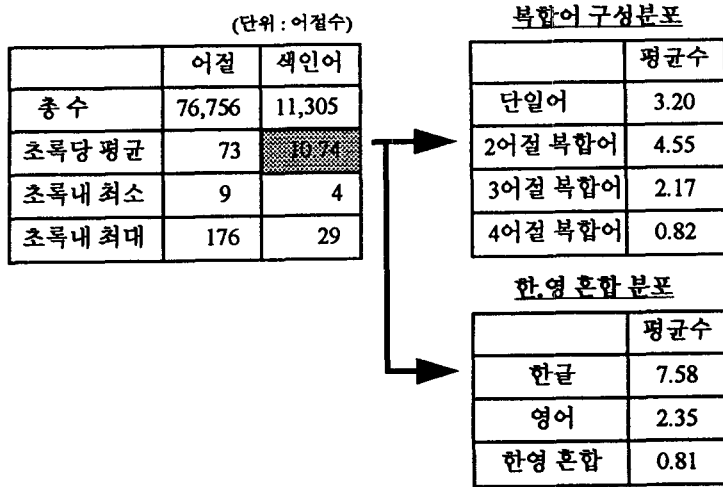 (단위 : 어절수)
어절 색인어
총 수 76,756 11,305
초록당 평균 73 10.74
초록내 최소 9 4
초록내 최대 176 29
복합어 구성분포
평균수
단일어 3.20
2어절 복합어 4.55
3어절 복합어 2.17
4어절 복합어 0.82
한.영 혼합 분포
평균수
한글 7.58
영어 2.35
한영 혼합 0.81